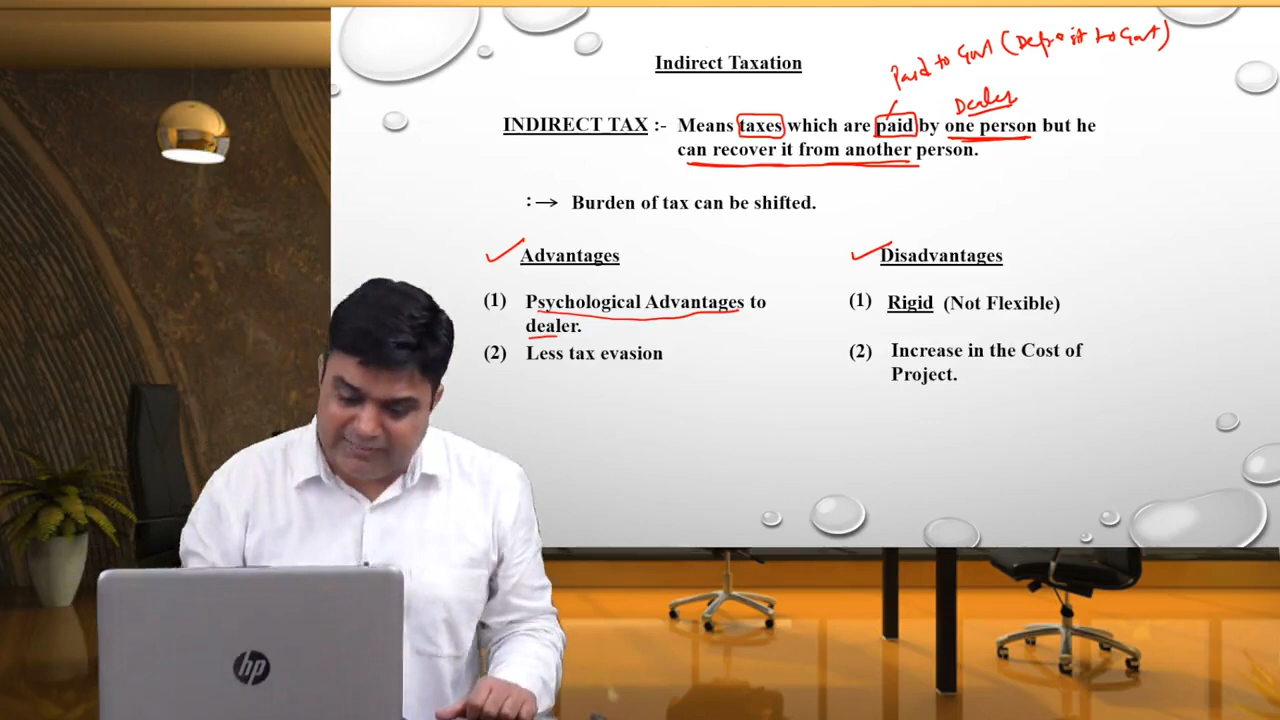 Indirect Taxation
Paid to Govt (Deposit to Govt)
Dealer
INDIRECT TAX :- Means taxes which are paid by one person but he
can recover it from another person.
:→ Burden of tax can be shifted.
Advantages
(1) Psychological Advantages to
dealer.
(2) Less tax evasion
Disadvantages
(1) Rigid (Not Flexible)
(2) Increase in the Cost of
Project.
hp